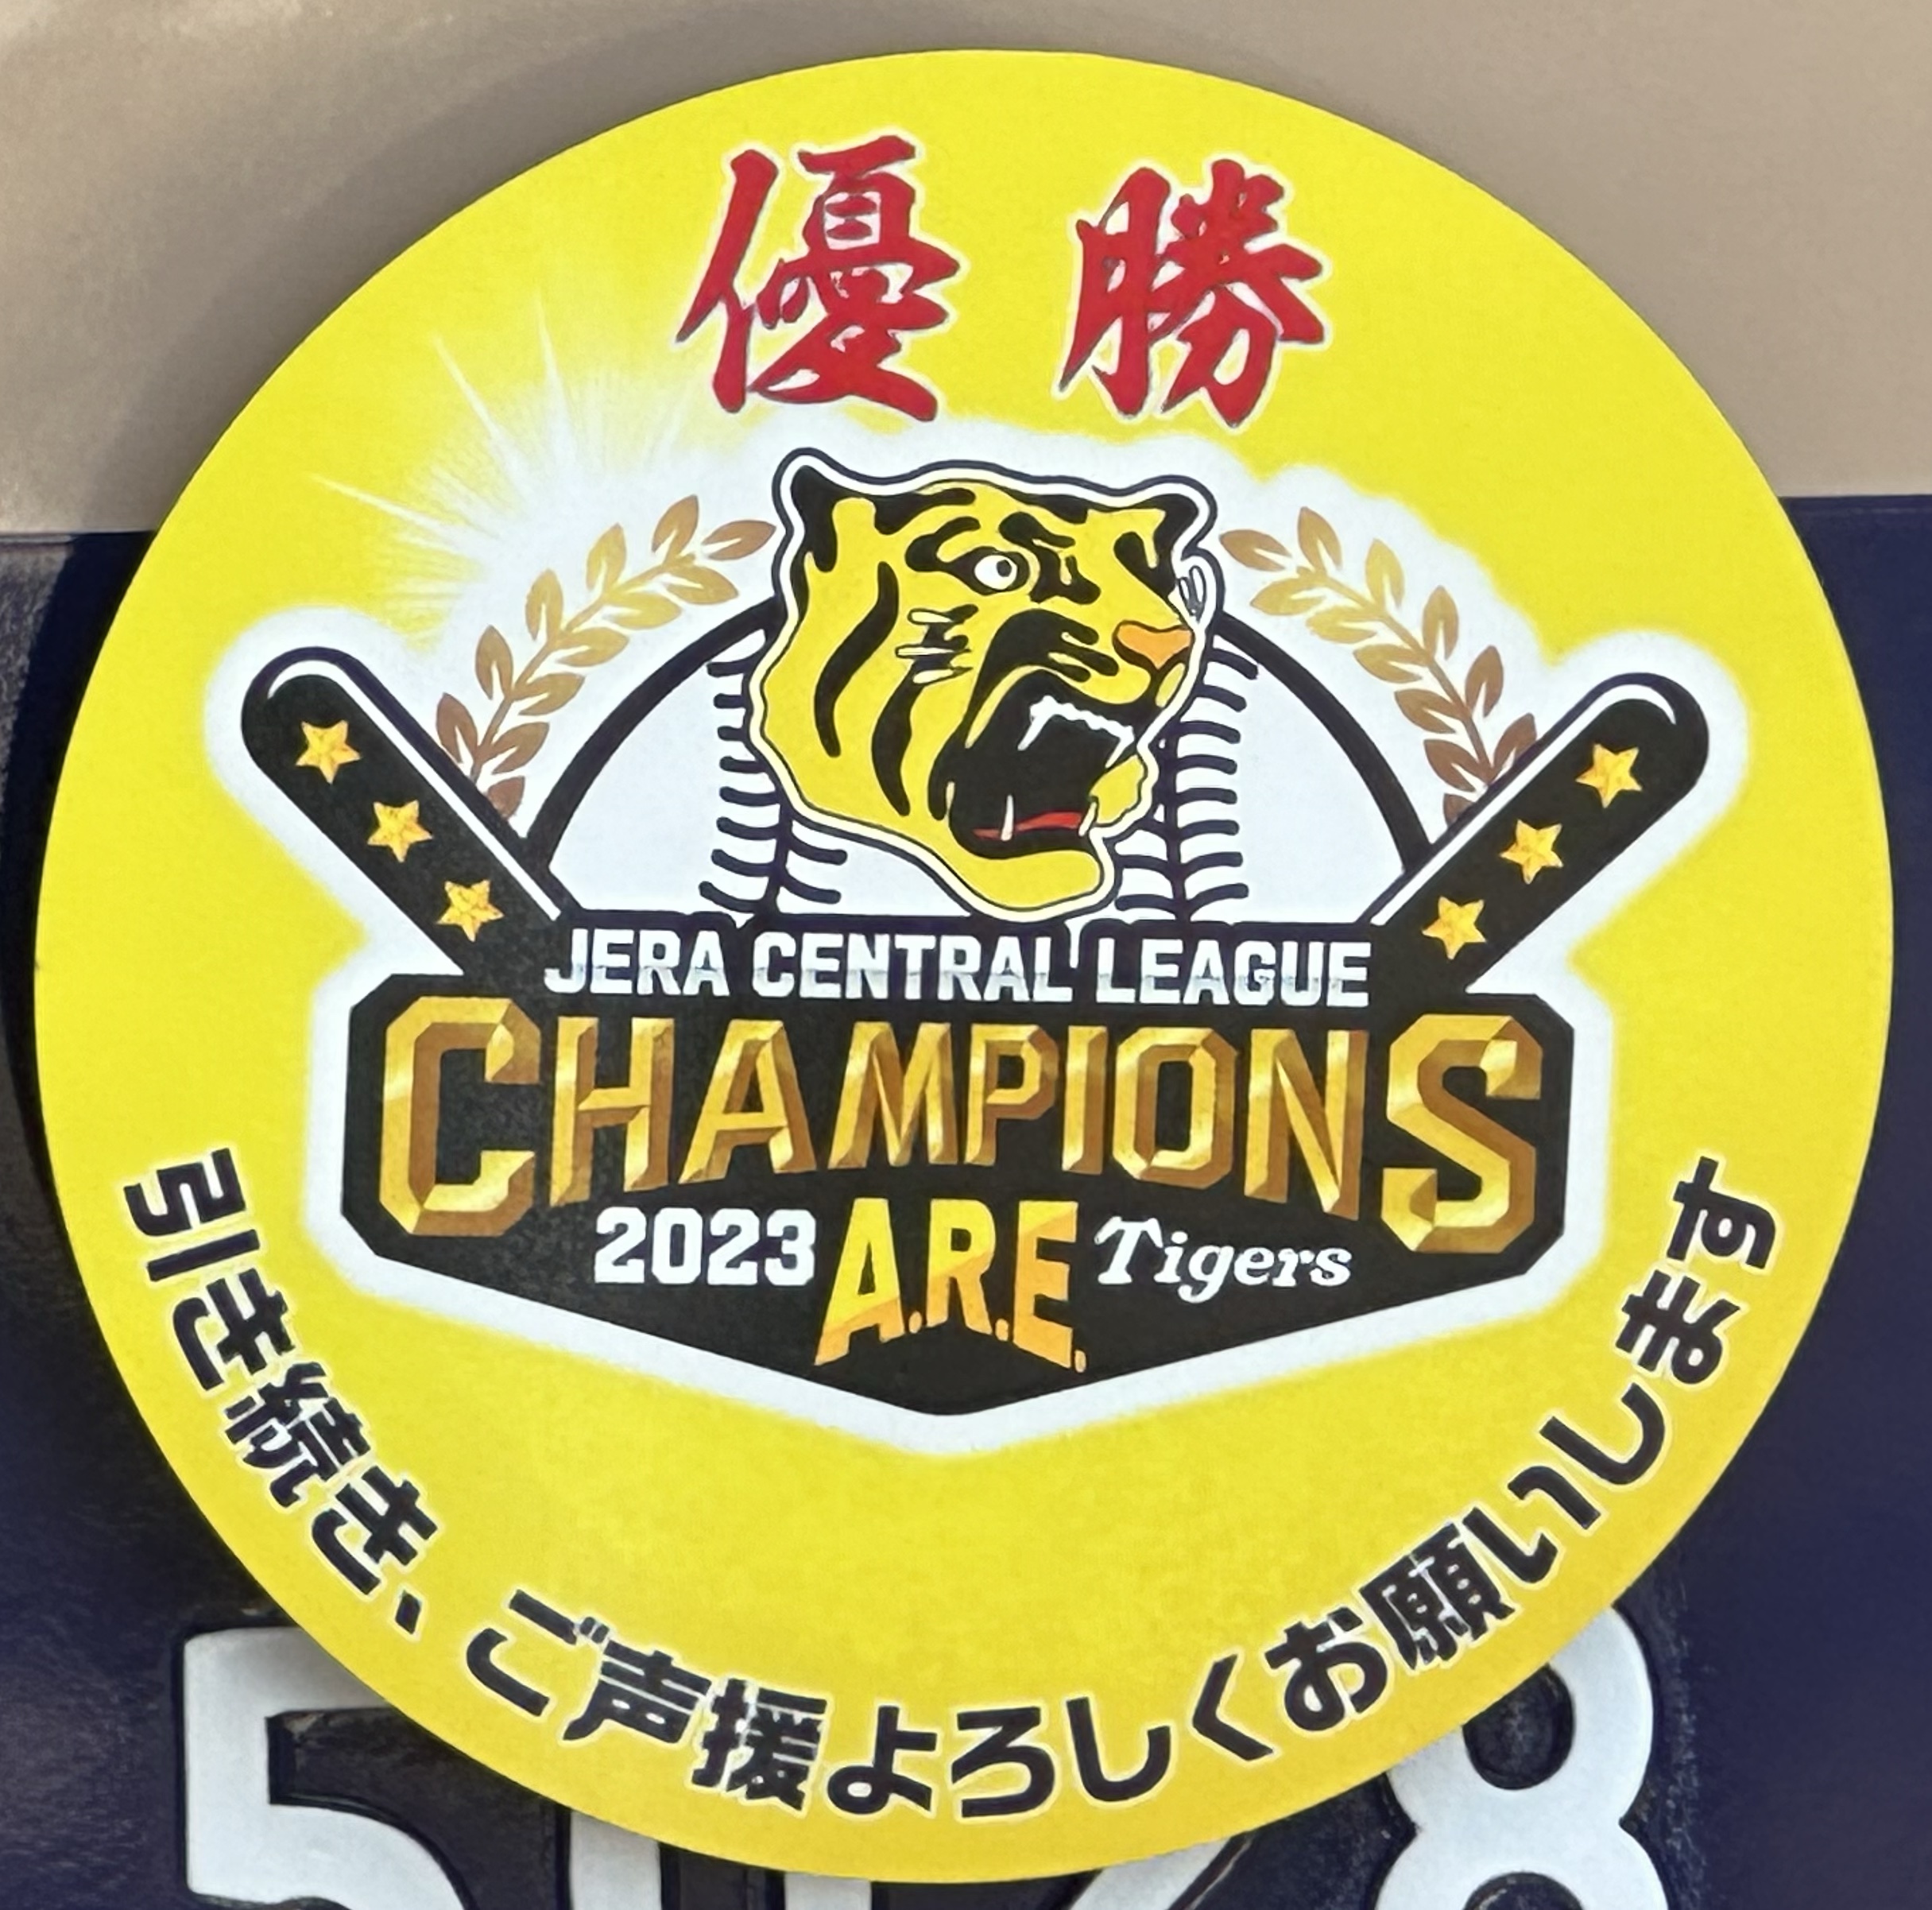 優勝
JERA CENTRAL LEAGUE
CHAMPIONS
2023 A.R.E. Tigers
引き続き、ご声援よろしくお願いします